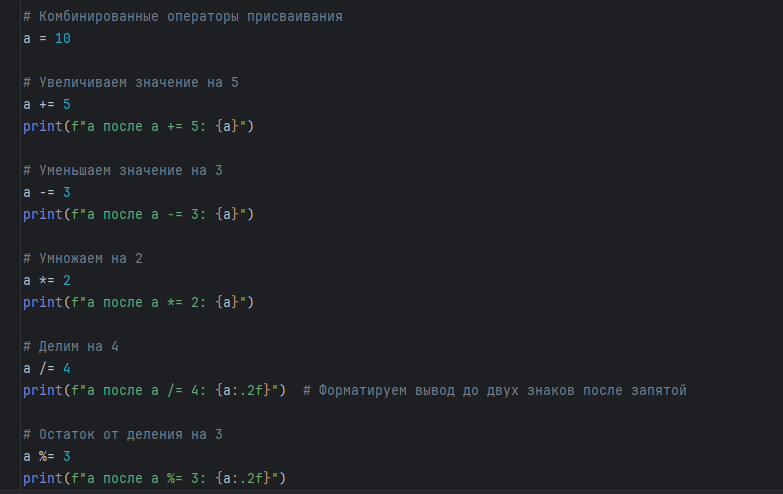 # Комбинированные операторы присваивания
a = 10
# Увеличиваем значение на 5
a += 5
print(f"a после a += 5: {a}")
# Уменьшаем значение на 3
a -= 3
print(f"a после a -= 3: {a}")
# Умножаем на 2
a *= 2
print(f"a после a *= 2: {a}")
# Делим на 4
a /= 4
print(f"a после a /= 4: {a:.2f}")  # Форматируем вывод до двух знаков после запятой
# Остаток от деления на 3
a %= 3
print(f"a после a %= 3: {a:.2f}")